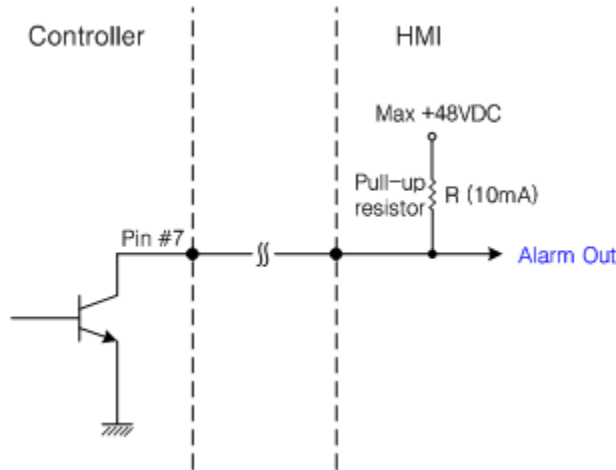 Controller
HMI
Max +48VDC
Pull-up
resistor
R (10mA)
Pin #7
Alarm Out